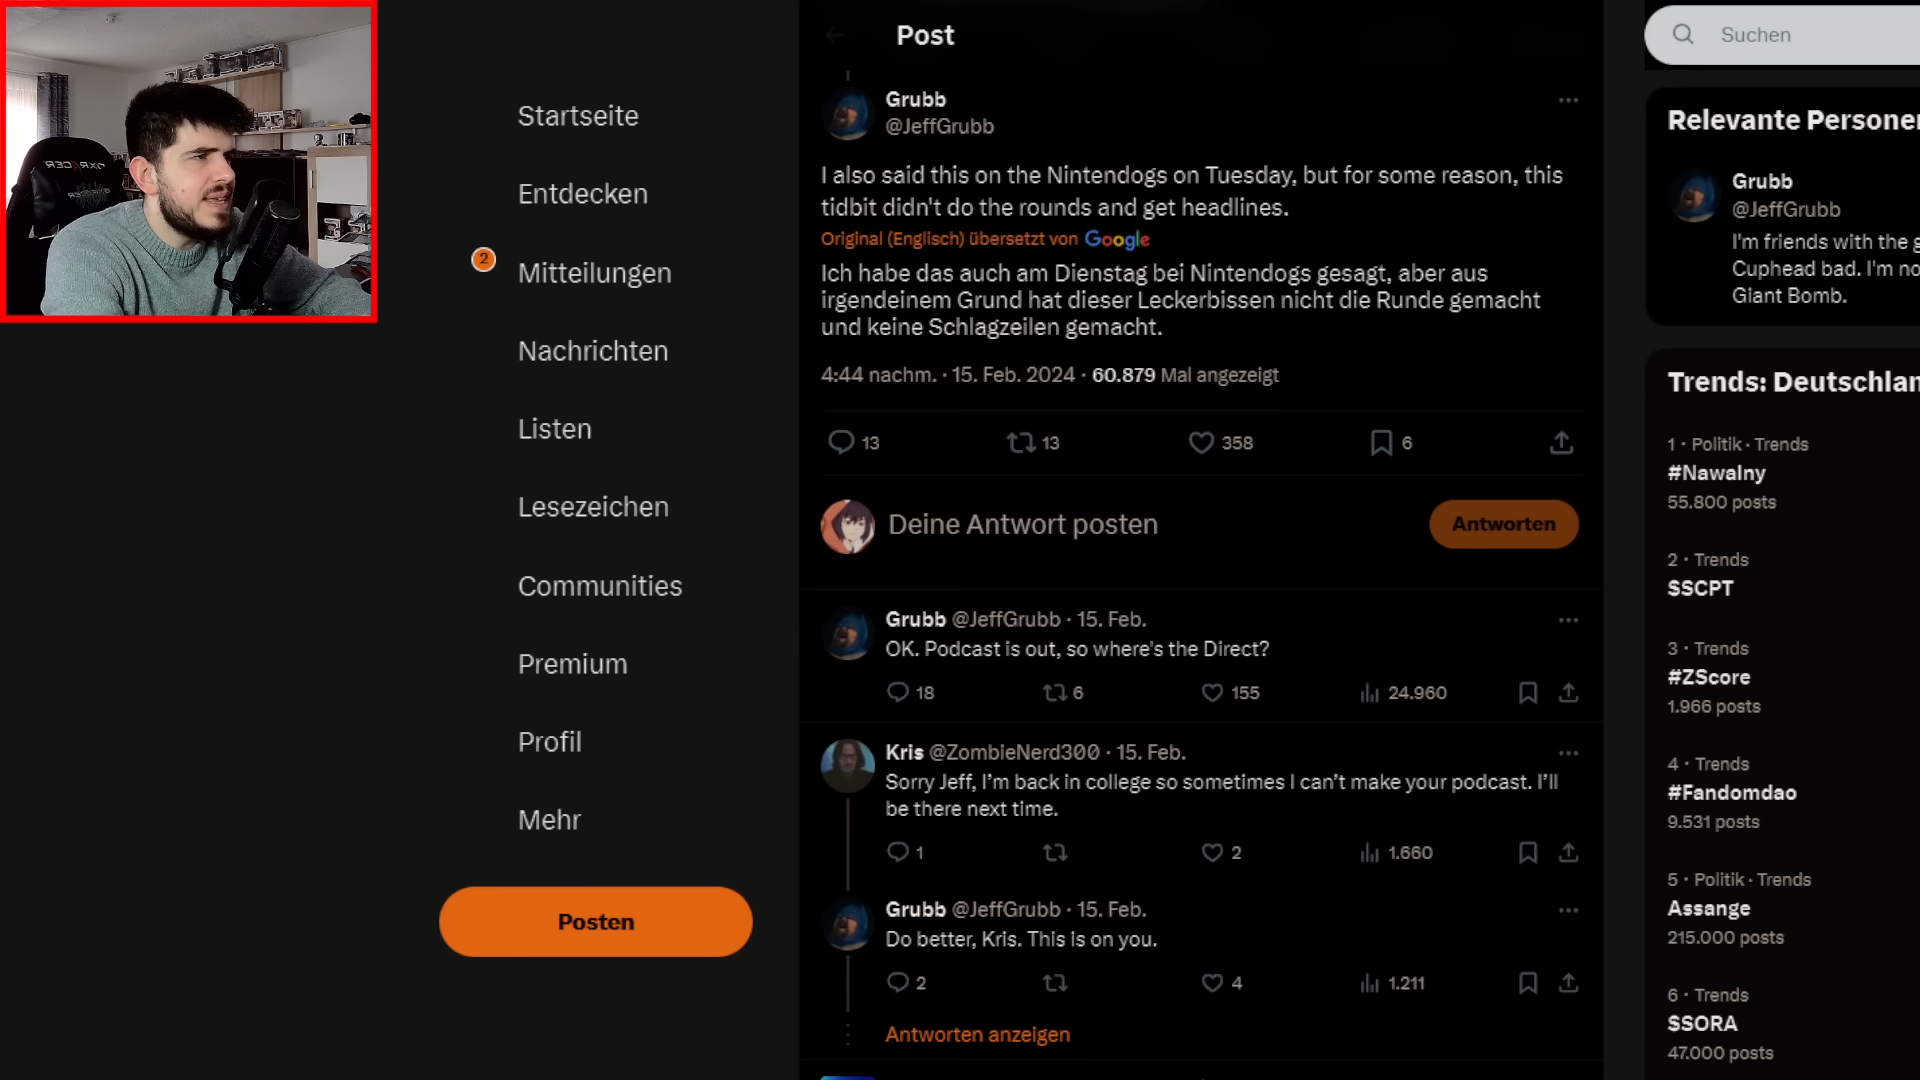 Startseite
Entdecken
2
Mitteilungen
Nachrichten
Listen
Lesezeichen
Communities
Premium
Profil
Mehr
Posten
Post
Grubb
@JeffGrubb
I also said this on the Nintendogs on Tuesday, but for some reason, this
tidbit didn't do the rounds and get headlines.
Original (Englisch) übersetzt von Google
Ich habe das auch am Dienstag bei Nintendogs gesagt, aber aus
irgendeinem Grund hat dieser Leckerbissen nicht die Runde gemacht
und keine Schlagzeilen gemacht.
4:44 nachm. · 15. Feb. 2024 · 60.879 Mal angezeigt
13 13 358 6
Deine Antwort posten
Antworten
Grubb @JeffGrubb · 15. Feb.
OK. Podcast is out, so where's the Direct?
18 6 155 24.960
Kris @ZombieNerd300 · 15. Feb.
Sorry Jeff, I’m back in college so sometimes I can’t make your podcast. I’ll
be there next time.
1 2 1.660
Grubb @JeffGrubb · 15. Feb.
Do better, Kris. This is on you.
2 4 1.211
Antworten anzeigen
Suchen
Relevante Persone
Grubb
@JeffGrubb
I'm friends with the
Cuphead bad. I'm no
Giant Bomb.
Trends: Deutschlan
1 · Politik · Trends
#Nawalny
55.800 posts
2 · Trends
$SCPT
3 · Trends
#ZScore
1.966 posts
4 · Trends
#Fandomdao
9.531 posts
5 · Politik · Trends
Assange
215.000 posts
6 · Trends
$SORA
47.000 posts